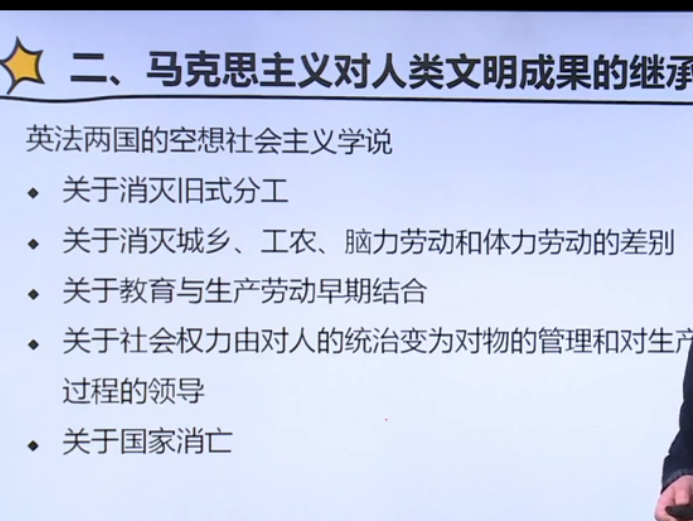 二、马克思主义对人类文明成果的继承
英法两国的空想社会主义学说
◆ 关于消灭旧式分工
◆ 关于消灭城乡、工农、脑力劳动和体力劳动的差别
◆ 关于教育与生产劳动早期结合
◆ 关于社会权力由对人的统治变为对物的管理和对生产
过程的领导
◆ 关于国家消亡